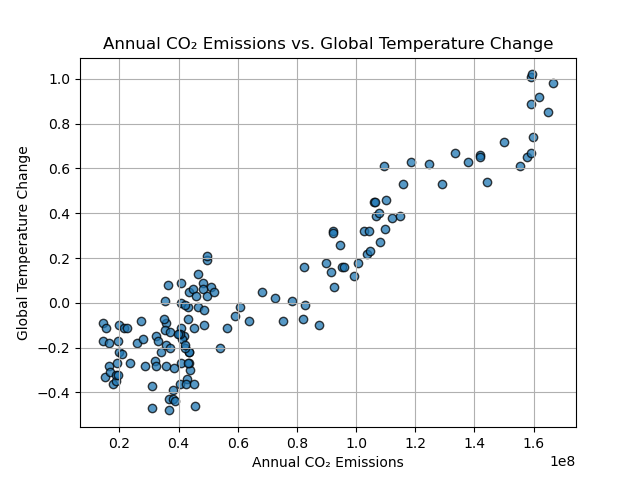 Annual CO₂ Emissions vs. Global Temperature Change
1.0
0.8
0.6
0.4
0.2
0.0
−0.2
−0.4
Global Temperature Change
0.2 0.4 0.6 0.8 1.0 1.2 1.4 1.6
1e8
Annual CO₂ Emissions